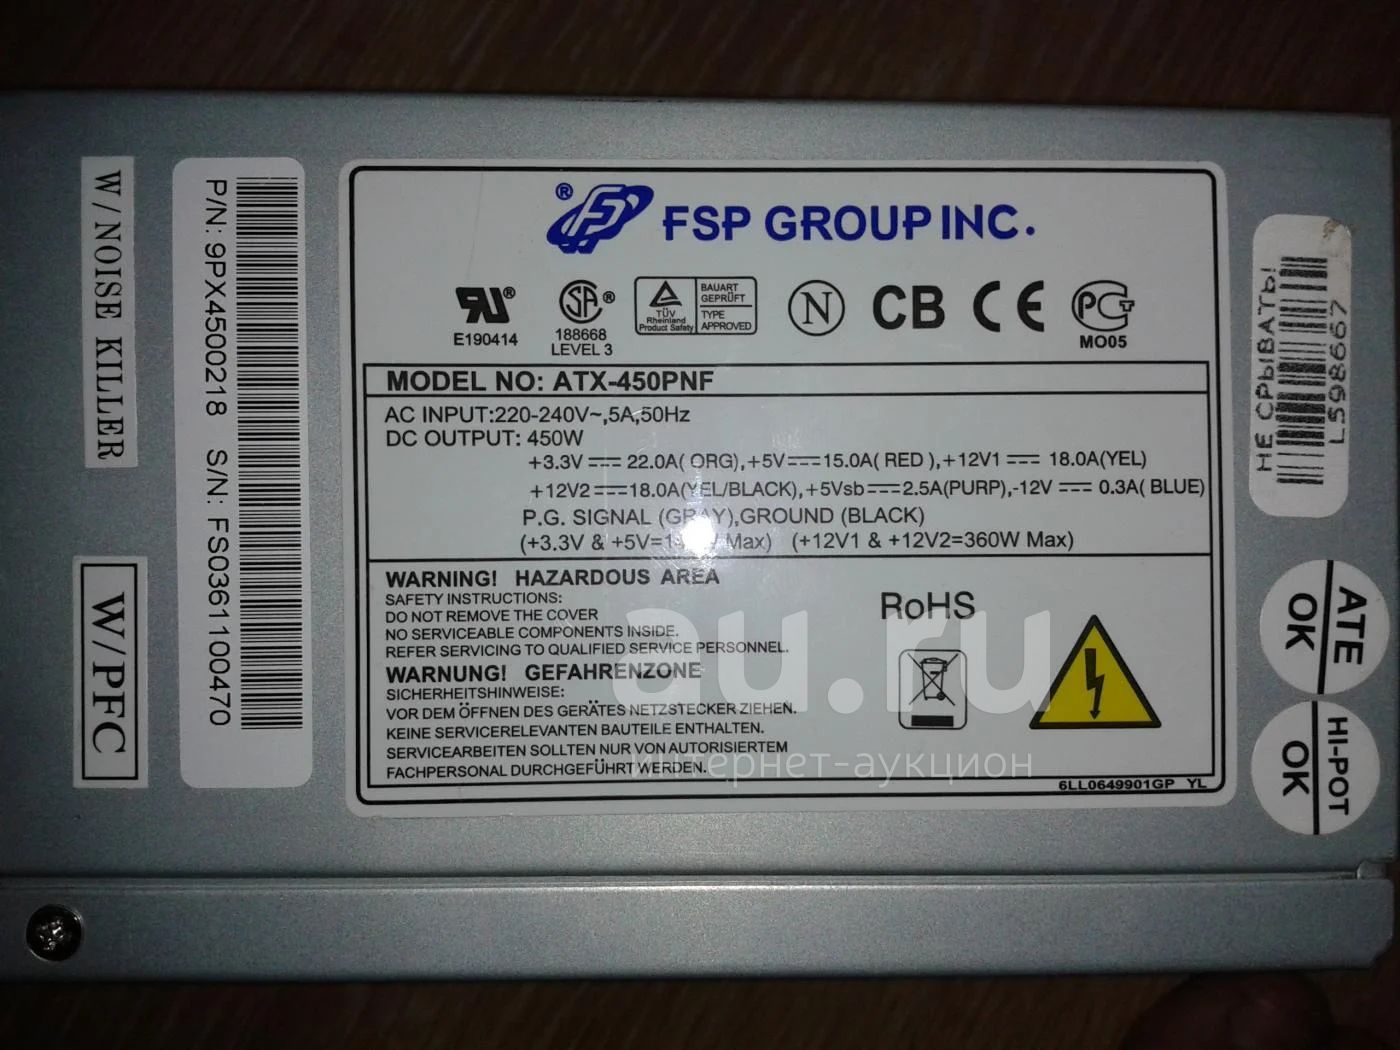 W/NOISE KILLER
W/PFC
P/N: 9PX4500218 S/N: FS0361100470
® FSP GROUP INC.
®
E190414
SA ®
188668
LEVEL 3
TÜV
Rheinland
Product Safety
BAUART
GEPRÜFT
TYPE
APPROVED
N
CB
CE
PCT
MO05
MODEL NO: ATX-450PNF
AC INPUT:220-240V~,5A,50Hz
DC OUTPUT: 450W
+3.3V ⎓ 22.0A( ORG),+5V⎓15.0A( RED ),+12V1 ⎓ 18.0A(YEL)
+12V2⎓18.0A(YEL/BLACK),+5Vsb⎓2.5A(PURP),-12V ⎓ 0.3A( BLUE)
P.G. SIGNAL (GRAY),GROUND (BLACK)
(+3.3V & +5V= Max) (+12V1 & +12V2=360W Max)
WARNING! HAZARDOUS AREA
SAFETY INSTRUCTIONS:
DO NOT REMOVE THE COVER
NO SERVICEABLE COMPONENTS INSIDE.
REFER SERVICING TO QUALIFIED SERVICE PERSONNEL.
WARNUNG! GEFAHRENZONE
SICHERHEITSHINWEISE:
VOR DEM ÖFFNEN DES GERÄTES NETZSTECKER ZIEHEN.
KEINE SERVICERELEVANTEN BAUTEILE ENTHALTEN.
SERVICEARBEITEN SOLLTEN NUR VON AUTORISIERTEM
FACHPERSONAL DURCHGEFÜHRT WERDEN.
RoHS
6LL0649901GP YL
НЕ СРЫВАТЬ!
L598667
ATE
OK
HI-POT
OK
au.ru
интернет-аукцион